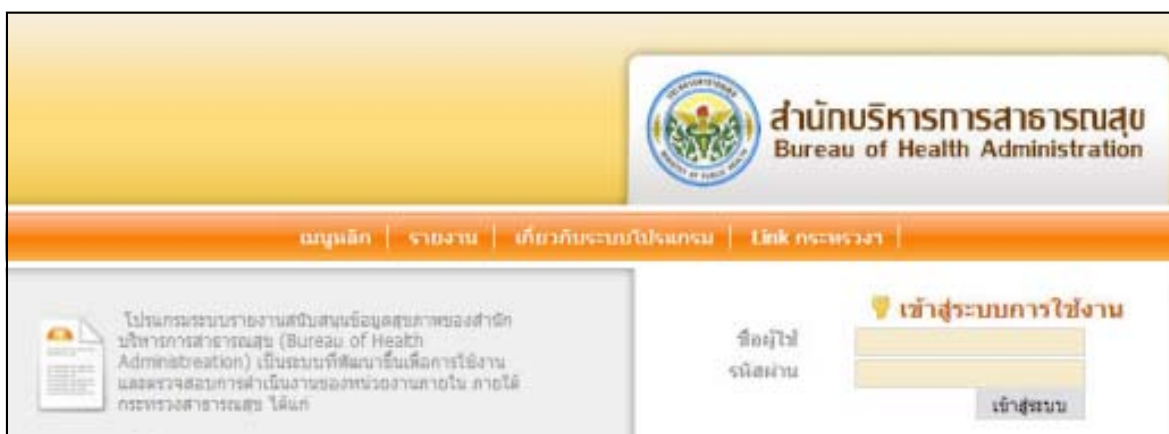 สำนักบริหารการสาธารณสุข
Bureau of Health Administration
เมนูหลัก | รายงาน | เกี่ยวกับระบบโปรแกรม | Link กระทรวงฯ |
โปรแกรมระบบรายงานสนับสนุนข้อมูลสุขภาพของสำนัก
บริหารการสาธารณสุข (Bureau of Health
Administreation) เป็นระบบที่พัฒนาขึ้นเพื่อการใช้งาน
และตรวจสอบการดำเนินงานของหน่วยงานภายใน ภายใต้
กระทรวงสาธารณสุข ได้แก่
เข้าสู่ระบบการใช้งาน
ชื่อผู้ใช้
รหัสผ่าน
เข้าสู่ระบบ